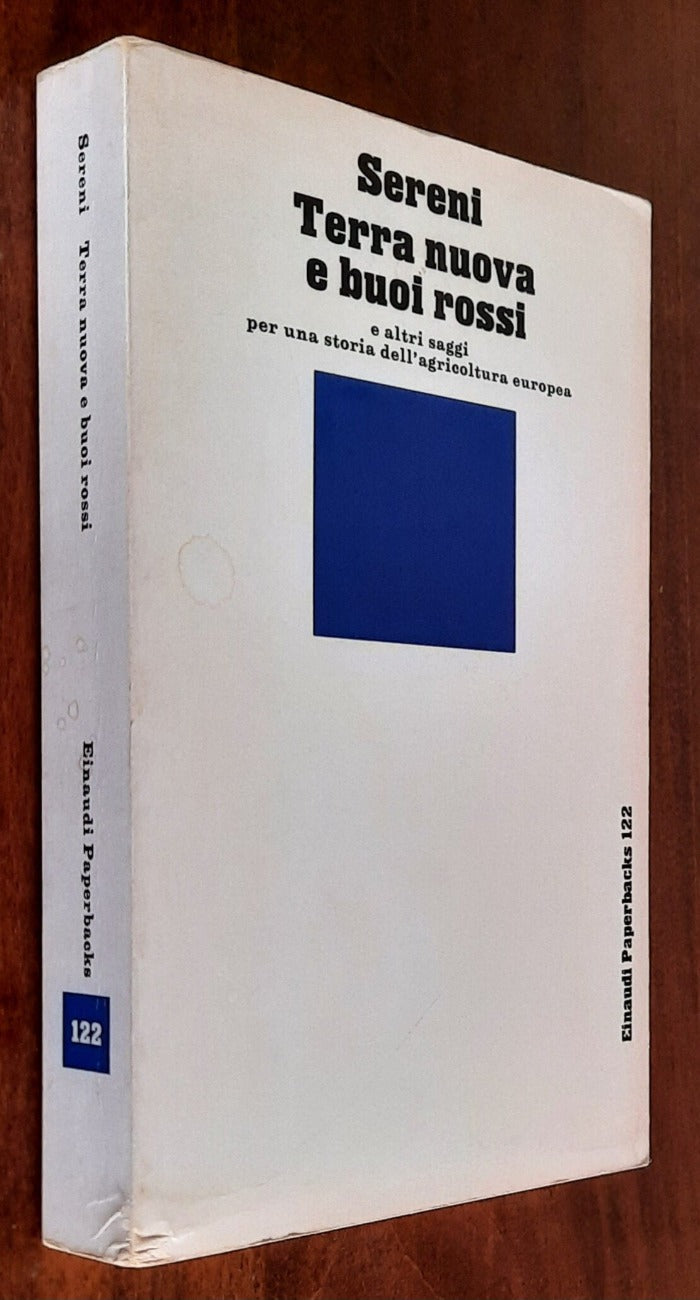 Sereni
Terra nuova
e buoi rossi
e altri saggi
per una storia dell'agricoltura europea
Einaudi Paperbacks 122
Sereni Terra nuova e buoi rossi
Einaudi Paperbacks
122